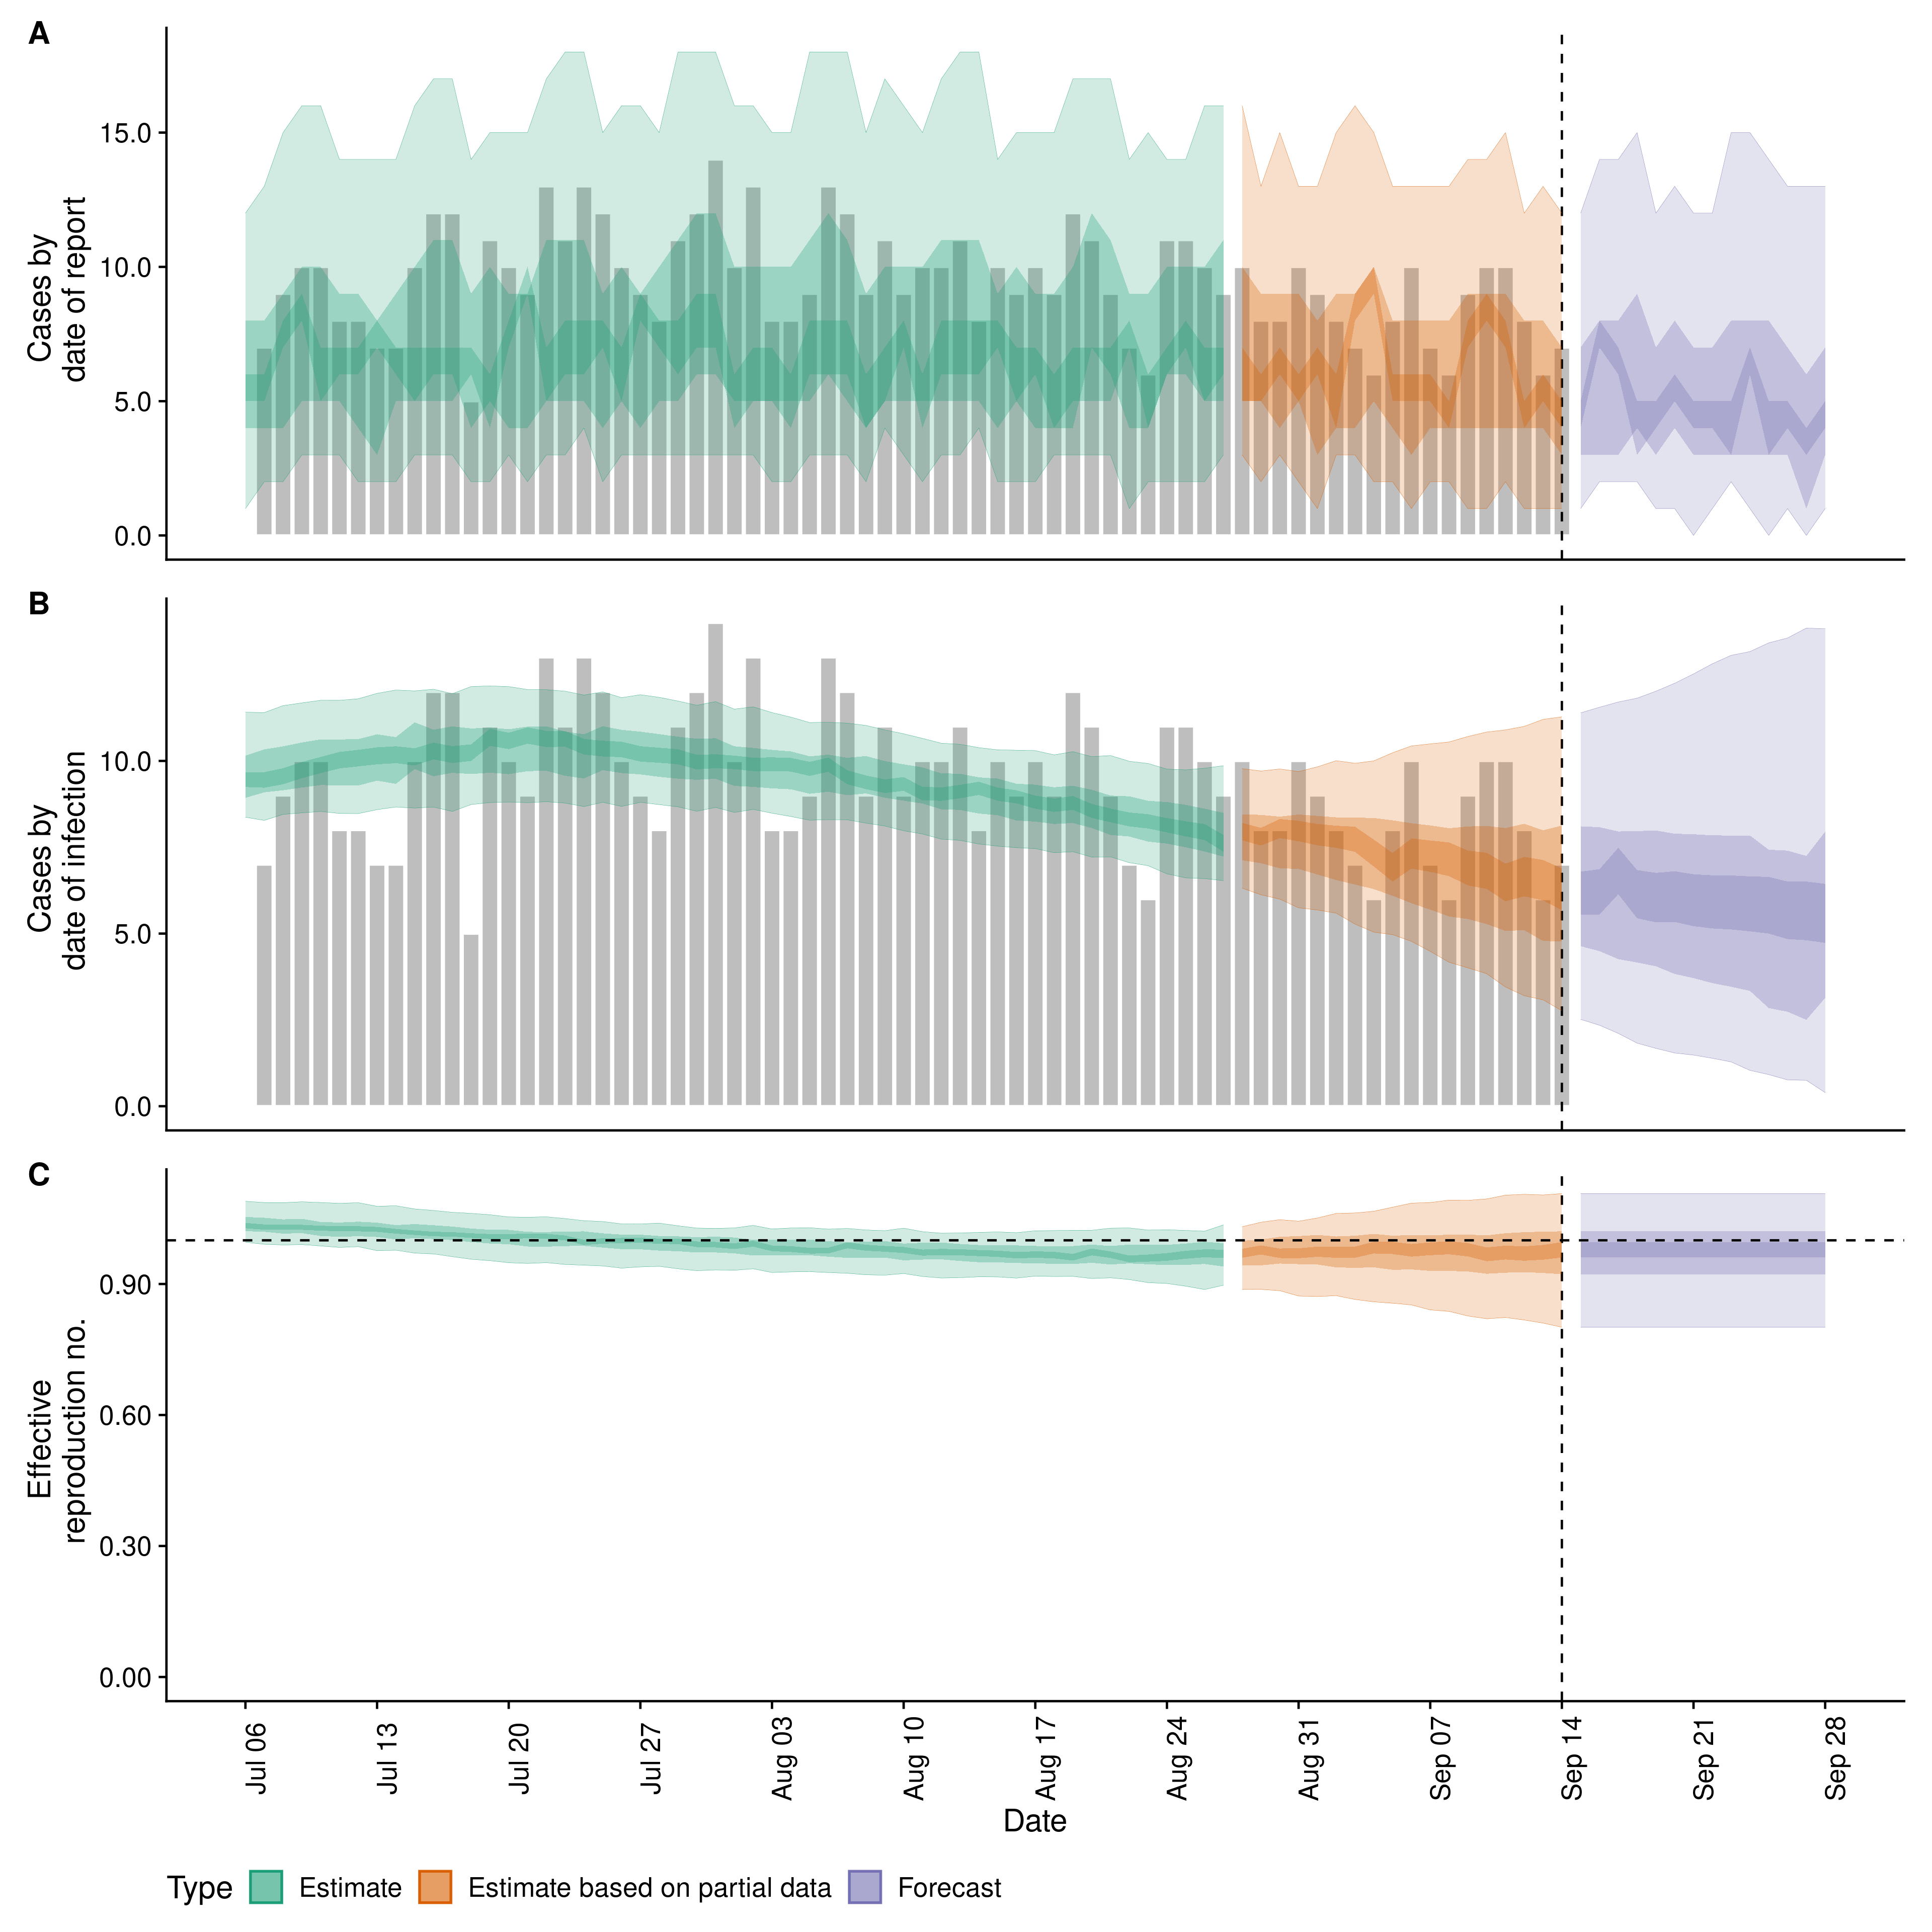 A
Cases by
date of report
15.0
10.0
5.0
0.0
B
Cases by
date of infection
10.0
5.0
0.0
C
Effective
reproduction no.
0.90
0.60
0.30
0.00
Jul 06
Jul 13
Jul 20
Jul 27
Aug 03
Aug 10
Aug 17
Aug 24
Aug 31
Sep 07
Sep 14
Sep 21
Sep 28
Date
Type Estimate Estimate based on partial data Forecast